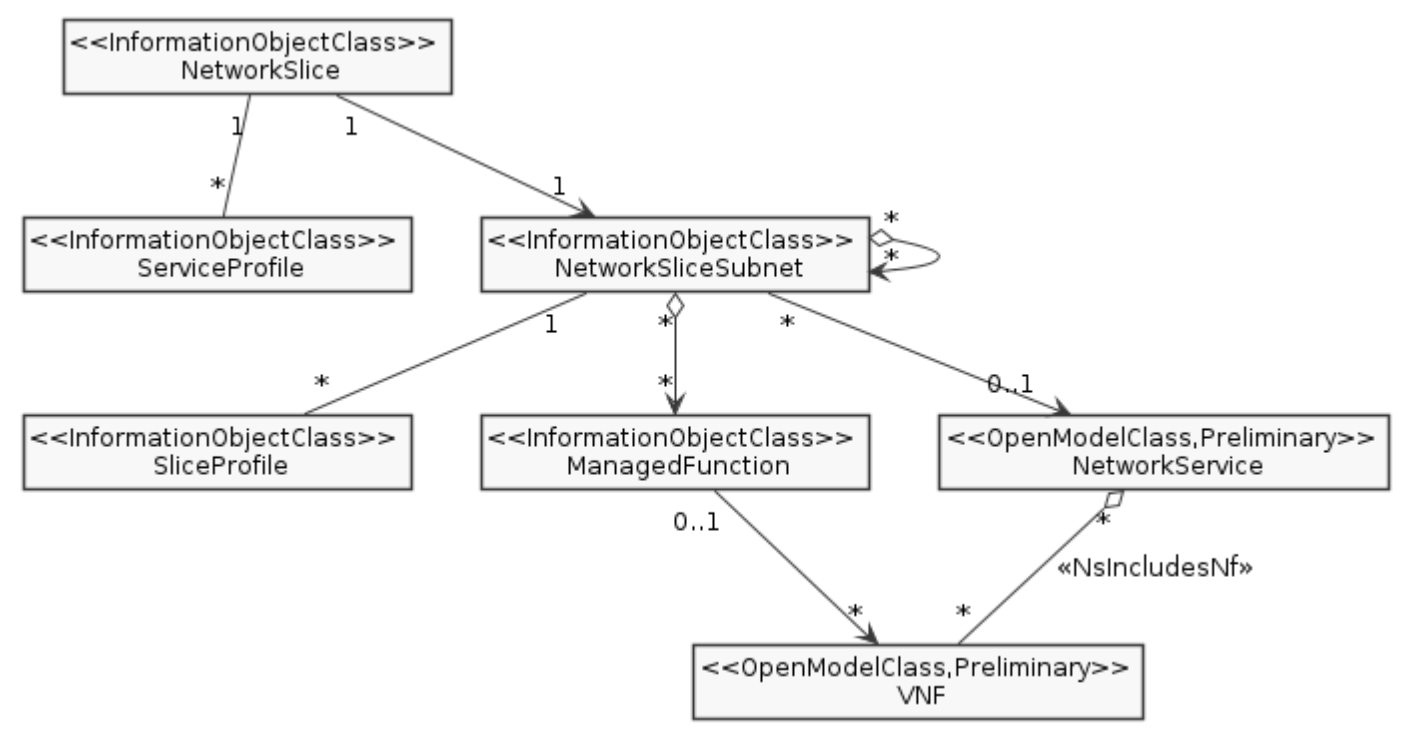 <<InformationObjectClass>>
NetworkSlice
1
1
*
1
<<InformationObjectClass>>
ServiceProfile
<<InformationObjectClass>>
NetworkSliceSubnet
*
*
1
*
*
*
*
0..1
<<InformationObjectClass>>
SliceProfile
<<InformationObjectClass>>
ManagedFunction
<<OpenModelClass,Preliminary>>
NetworkService
0..1
*
«NsIncludesNf»
*
*
<<OpenModelClass,Preliminary>>
VNF